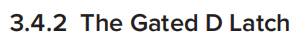 3.4.2 The Gated D Latch